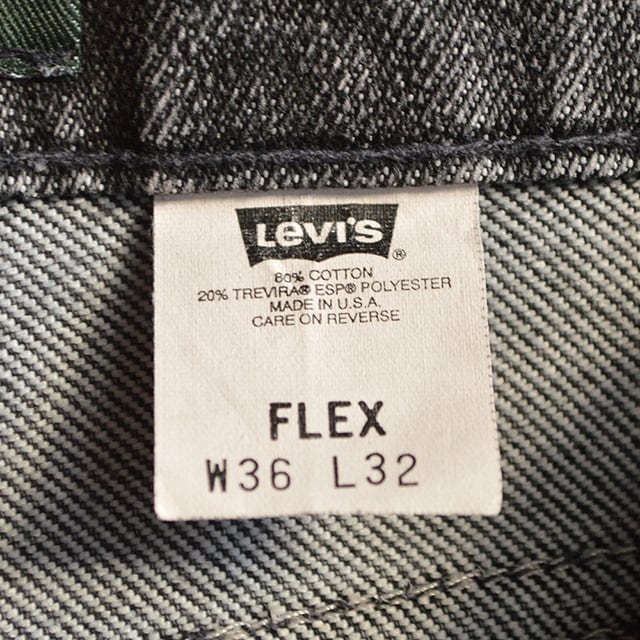 Levi's®
80% COTTON
20% TREVIRA® ESP® POLYESTER
MADE IN U.S.A.
CARE ON REVERSE
FLEX
W36 L32